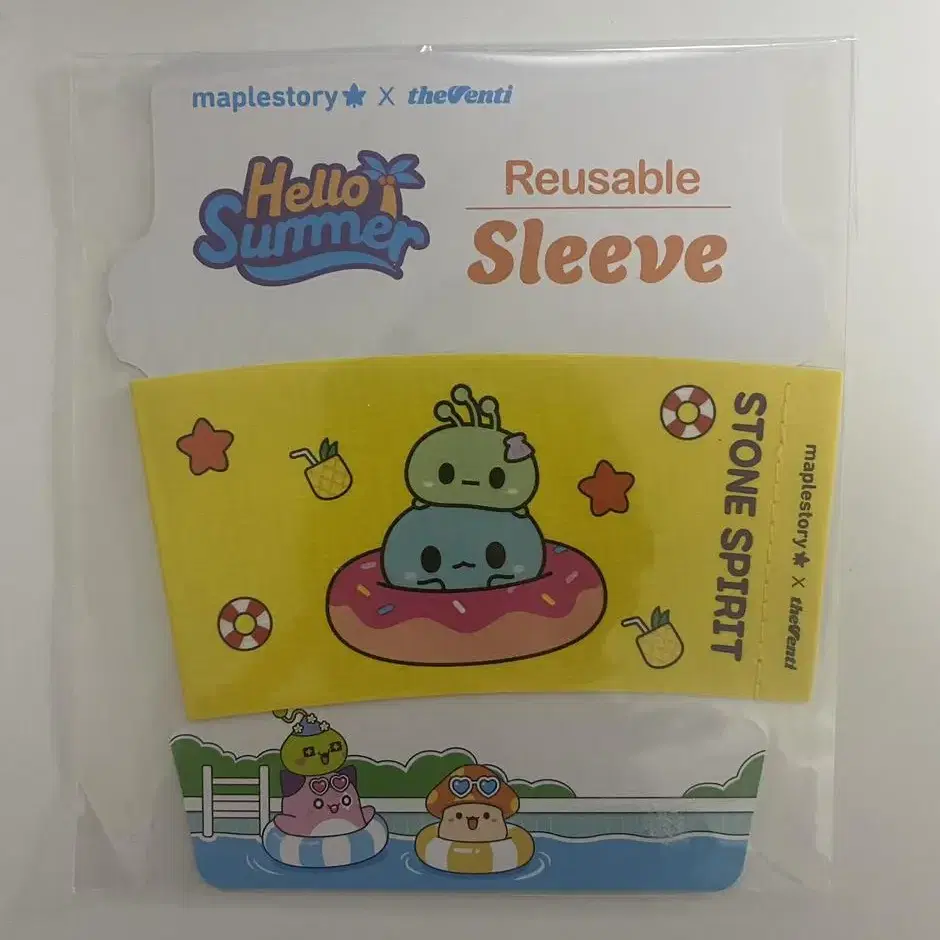 maplestory X theVenti
Hello Summer
Reusable
Sleeve
STONE SPIRIT
maplestory X theVenti